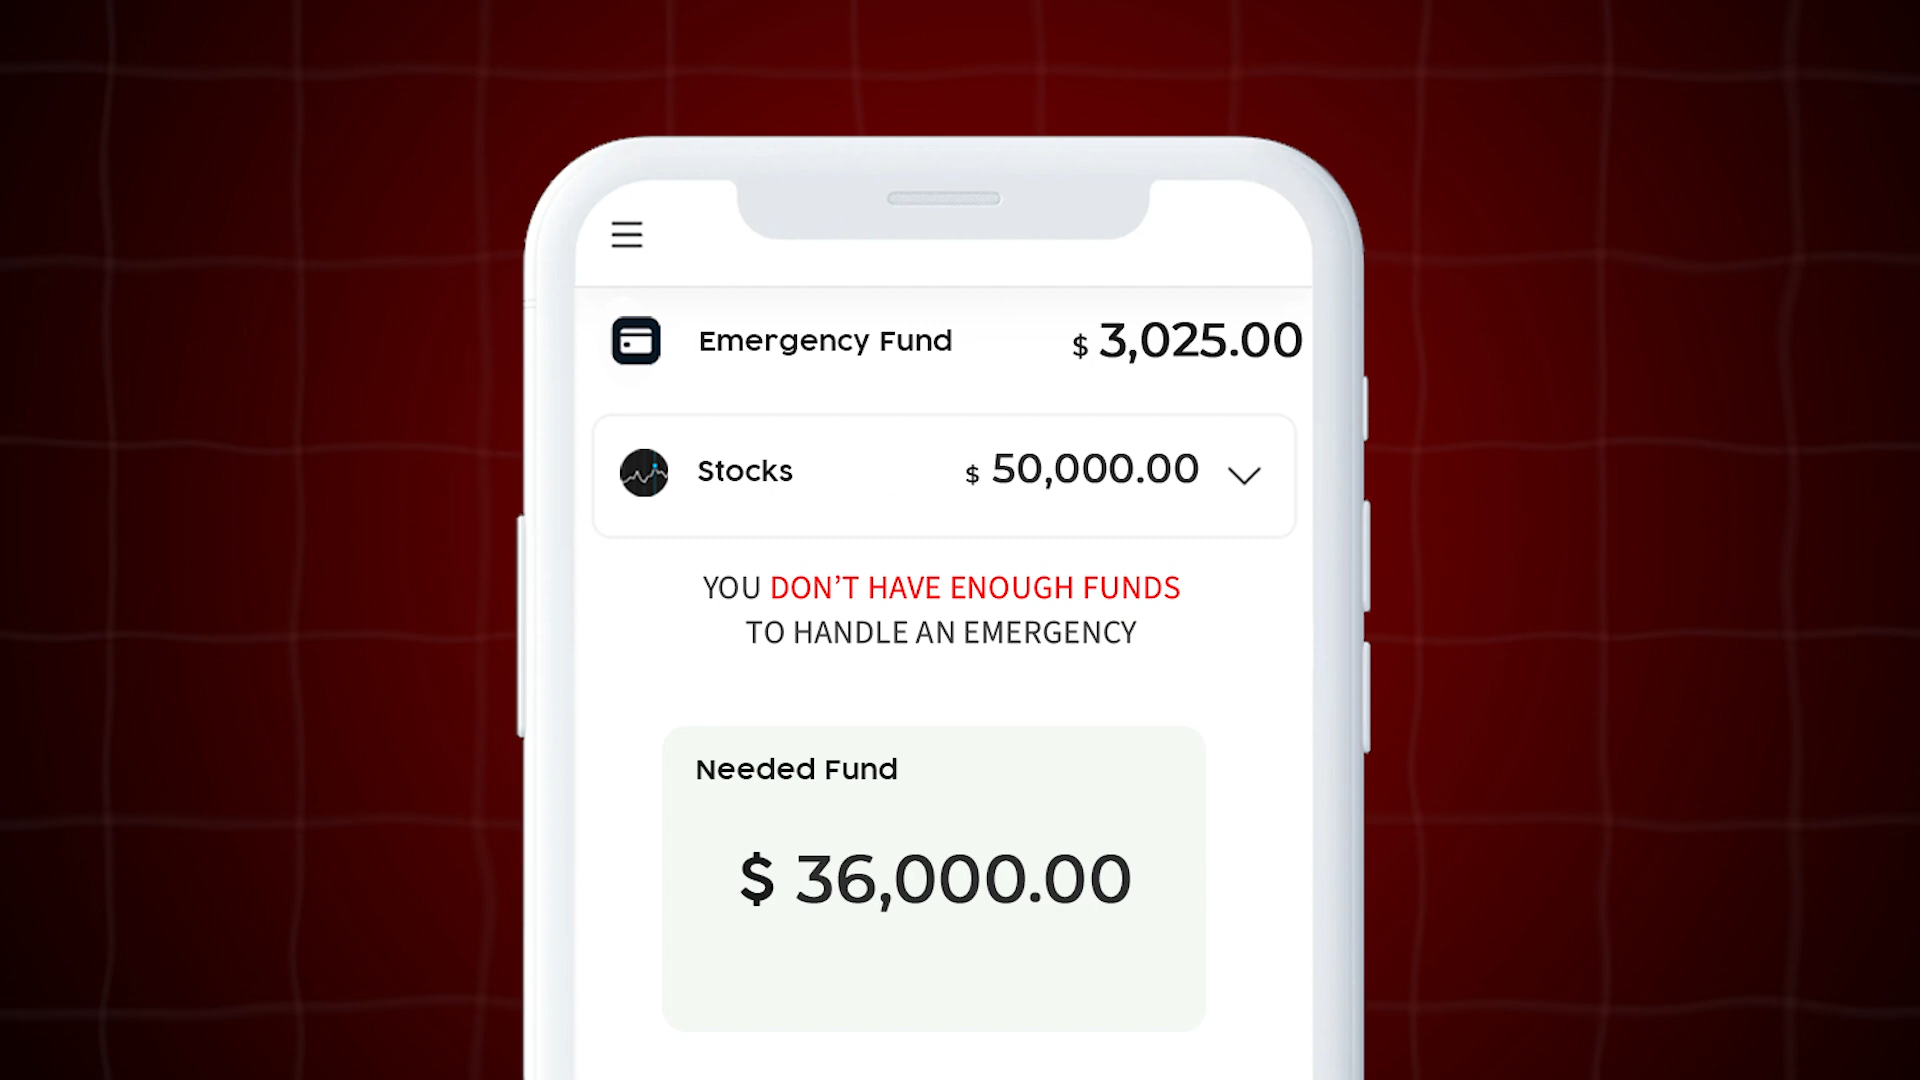 Emergency Fund $ 3,025.00
Stocks $ 50,000.00
YOU DON’T HAVE ENOUGH FUNDS
TO HANDLE AN EMERGENCY
Needed Fund
$ 36,000.00